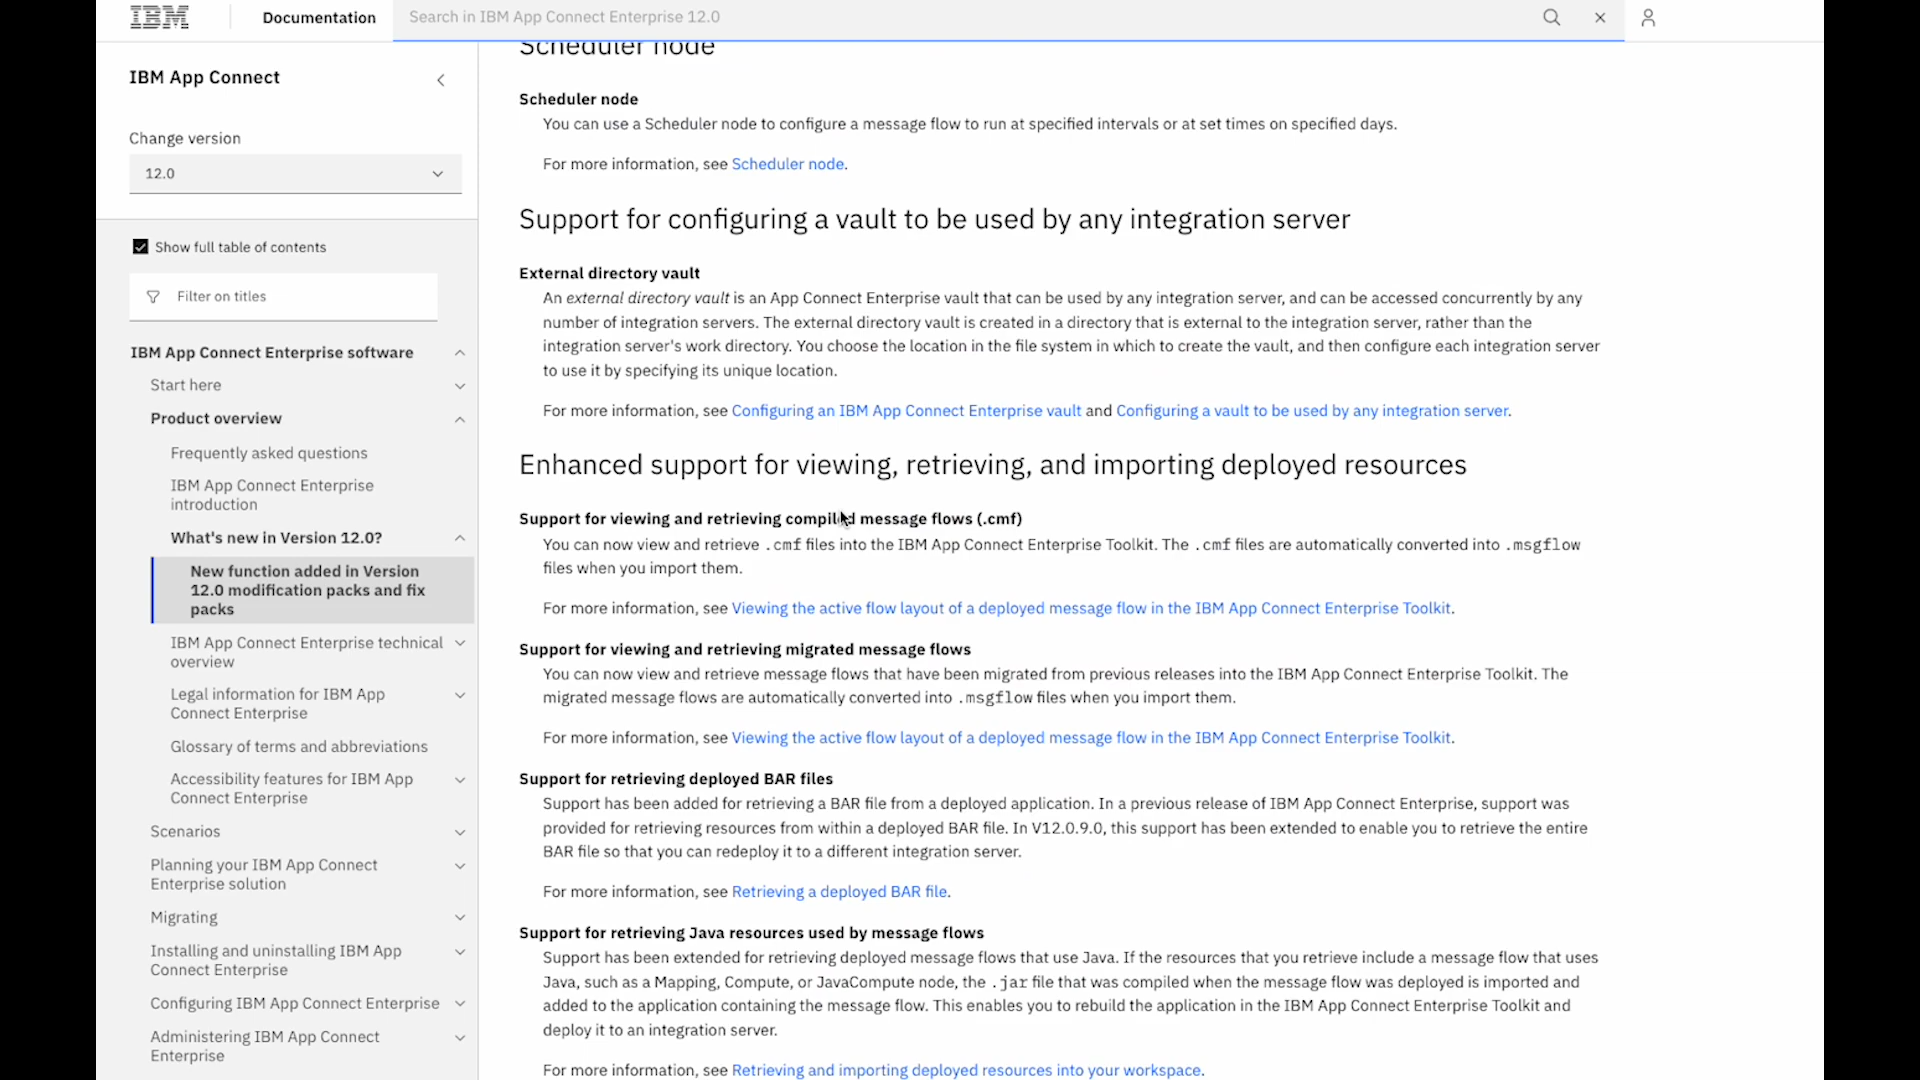 IBM
Documentation
Search in IBM App Connect Enterprise 12.0
IBM App Connect
Change version
12.0
Show full table of contents
Filter on titles
IBM App Connect Enterprise software
Start here
Product overview
Frequently asked questions
IBM App Connect Enterprise
introduction
What's new in Version 12.0?
New function added in Version
12.0 modification packs and fix
packs
IBM App Connect Enterprise technical
overview
Legal information for IBM App
Connect Enterprise
Glossary of terms and abbreviations
Accessibility features for IBM App
Connect Enterprise
Scenarios
Planning your IBM App Connect
Enterprise solution
Migrating
Installing and uninstalling IBM App
Connect Enterprise
Configuring IBM App Connect Enterprise
Administering IBM App Connect
Enterprise
Scheduler node
Scheduler node
You can use a Scheduler node to configure a message flow to run at specified intervals or at set times on specified days.
For more information, see Scheduler node.
Support for configuring a vault to be used by any integration server
External directory vault
An external directory vault is an App Connect Enterprise vault that can be used by any integration server, and can be accessed concurrently by any
number of integration servers. The external directory vault is created in a directory that is external to the integration server, rather than the
integration server's work directory. You choose the location in the file system in which to create the vault, and then configure each integration server
to use it by specifying its unique location.
For more information, see Configuring an IBM App Connect Enterprise vault and Configuring a vault to be used by any integration server.
Enhanced support for viewing, retrieving, and importing deployed resources
Support for viewing and retrieving compiled message flows (.cmf)
You can now view and retrieve .cmf files into the IBM App Connect Enterprise Toolkit. The .cmf files are automatically converted into .msgflow
files when you import them.
For more information, see Viewing the active flow layout of a deployed message flow in the IBM App Connect Enterprise Toolkit.
Support for viewing and retrieving migrated message flows
You can now view and retrieve message flows that have been migrated from previous releases into the IBM App Connect Enterprise Toolkit. The
migrated message flows are automatically converted into .msgflow files when you import them.
For more information, see Viewing the active flow layout of a deployed message flow in the IBM App Connect Enterprise Toolkit.
Support for retrieving deployed BAR files
Support has been added for retrieving a BAR file from a deployed application. In a previous release of IBM App Connect Enterprise, support was
provided for retrieving resources from within a deployed BAR file. In V12.0.9.0, this support has been extended to enable you to retrieve the entire
BAR file so that you can redeploy it to a different integration server.
For more information, see Retrieving a deployed BAR file.
Support for retrieving Java resources used by message flows
Support has been extended for retrieving deployed message flows that use Java. If the resources that you retrieve include a message flow that uses
Java, such as a Mapping, Compute, or JavaCompute node, the .jar file that was compiled when the message flow was deployed is imported and
added to the application containing the message flow. This enables you to rebuild the application in the IBM App Connect Enterprise Toolkit and
deploy it to an integration server.
For more information, see Retrieving and importing deployed resources into your workspace.